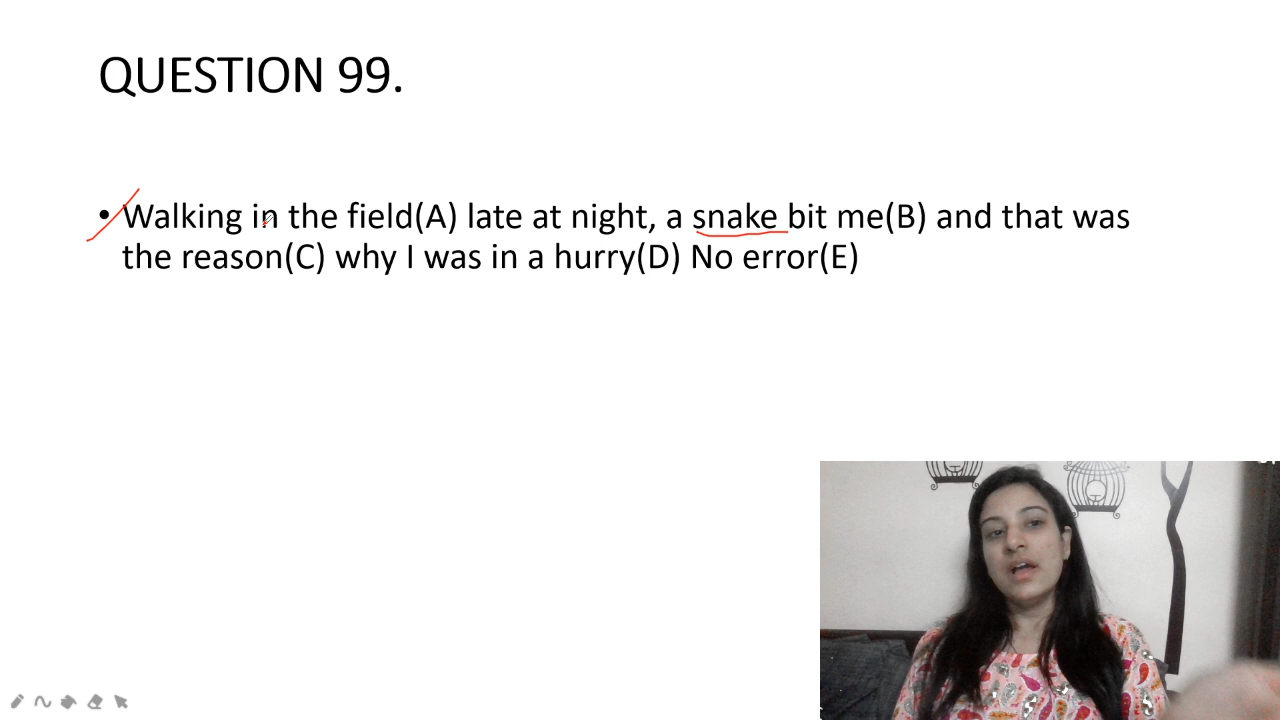 QUESTION 99.
• Walking in the field(A) late at night, a snake bit me(B) and that was
the reason(C) why I was in a hurry(D) No error(E)